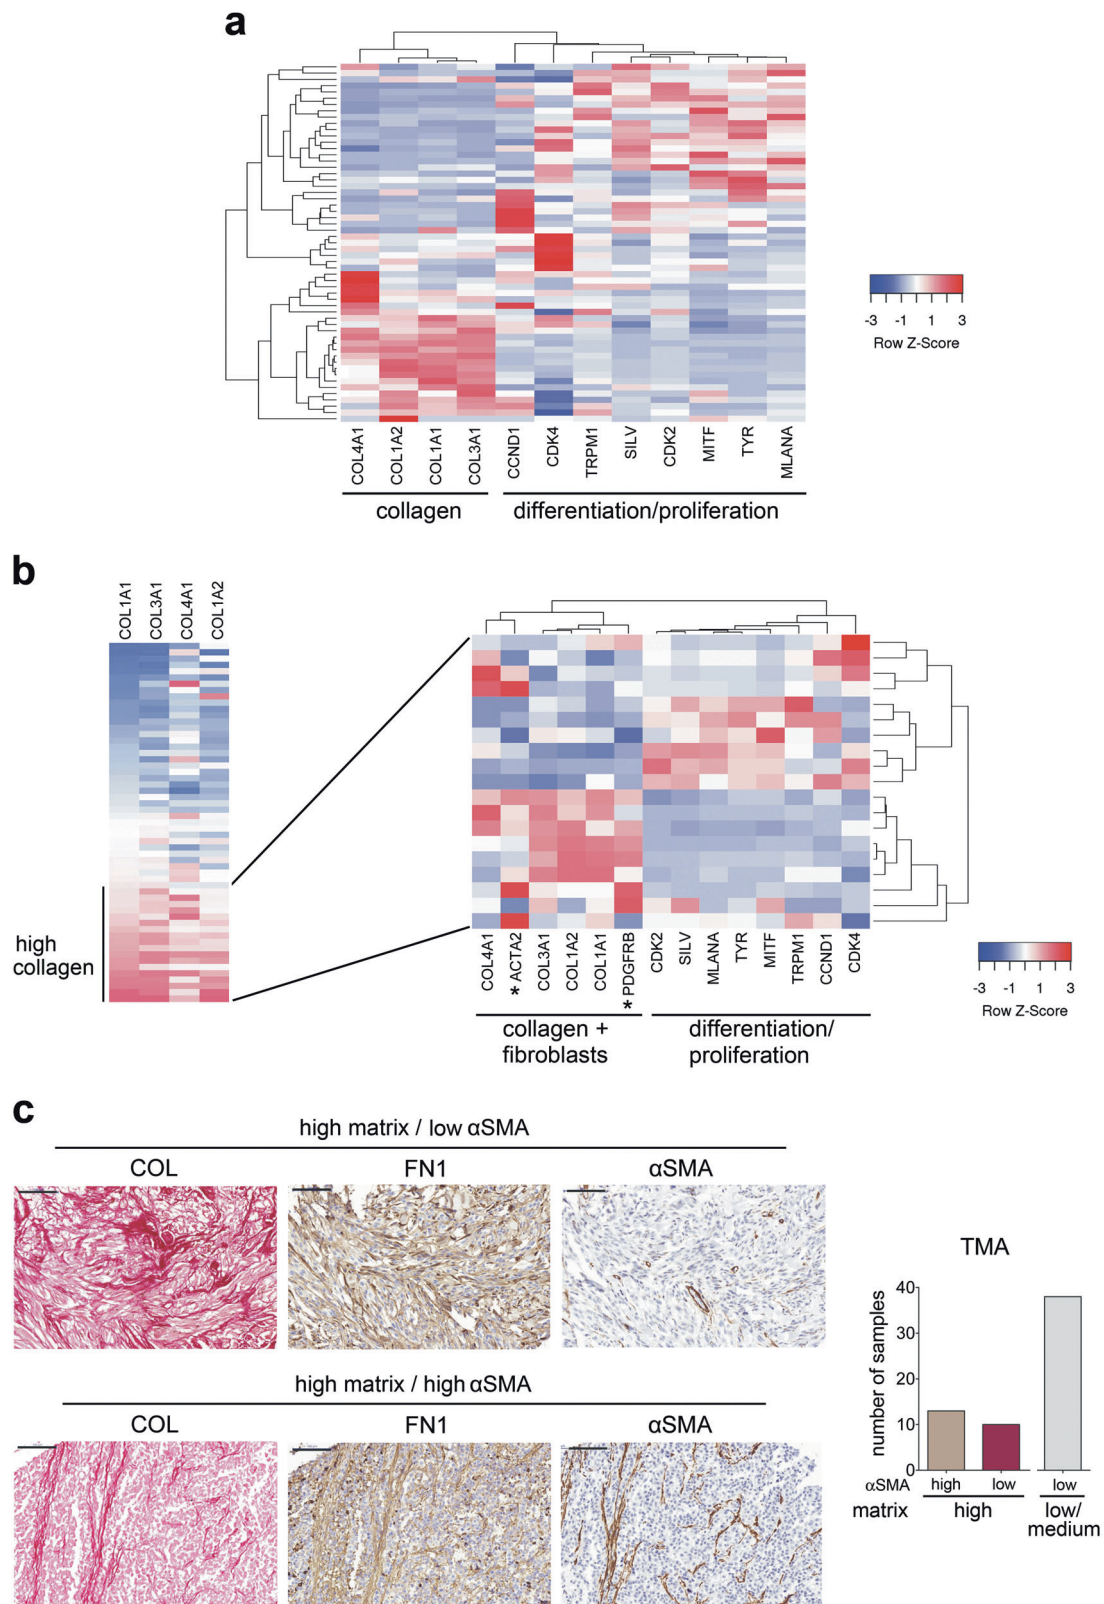 a
COL4A1
COL1A2
COL1A1
COL3A1
CCND1
CDK4
TRPM1
SILV
CDK2
MITF
TYR
MLANA
collagen
differentiation/proliferation
-3 -1 1 3
Row Z-Score
b
COL1A1
COL3A1
COL4A1
COL1A2
high
collagen
COL4A1
*ACTA2
COL3A1
COL1A2
COL1A1
*PDGFRB
CDK2
SILV
MLANA
TYR
MITF
TRPM1
CCND1
CDK4
collagen +
fibroblasts
differentiation/
proliferation
-3 -1 1 3
Row Z-Score
c
high matrix / low αSMA
COL FN1 αSMA
high matrix / high αSMA
COL FN1 αSMA
TMA
number of samples
40
30
20
10
0
αSMA high low low
matrix high low/
medium